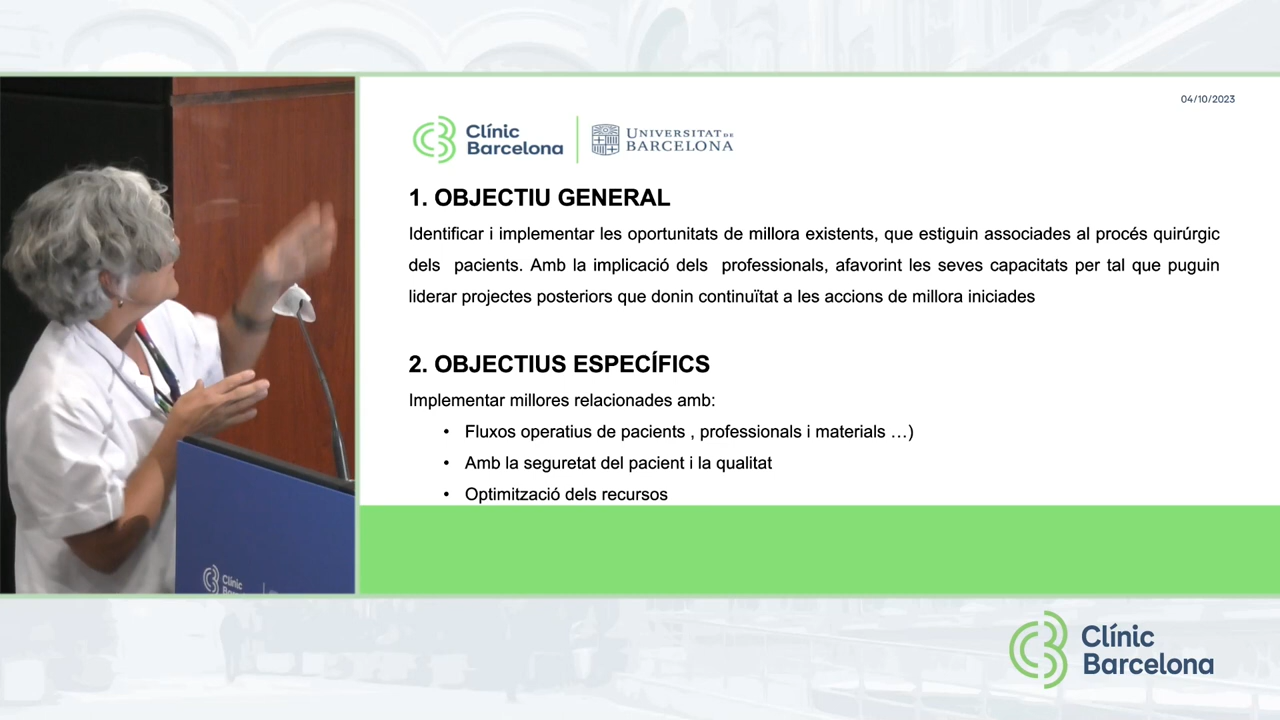 04/10/2023
Clínic
Barcelona
UNIVERSITAT DE
BARCELONA
1. OBJECTIU GENERAL
Identificar i implementar les oportunitats de millora existents, que estiguin associades al procés quirúrgic
dels pacients. Amb la implicació dels professionals, afavorint les seves capacitats per tal que puguin
liderar projectes posteriors que donin continuïtat a les accions de millora iniciades
2. OBJECTIUS ESPECÍFICS
Implementar millores relacionades amb:
• Fluxos operatius de pacients , professionals i materials …)
• Amb la seguretat del pacient i la qualitat
• Optimització dels recursos
Clínic
Clínic
Barcelona